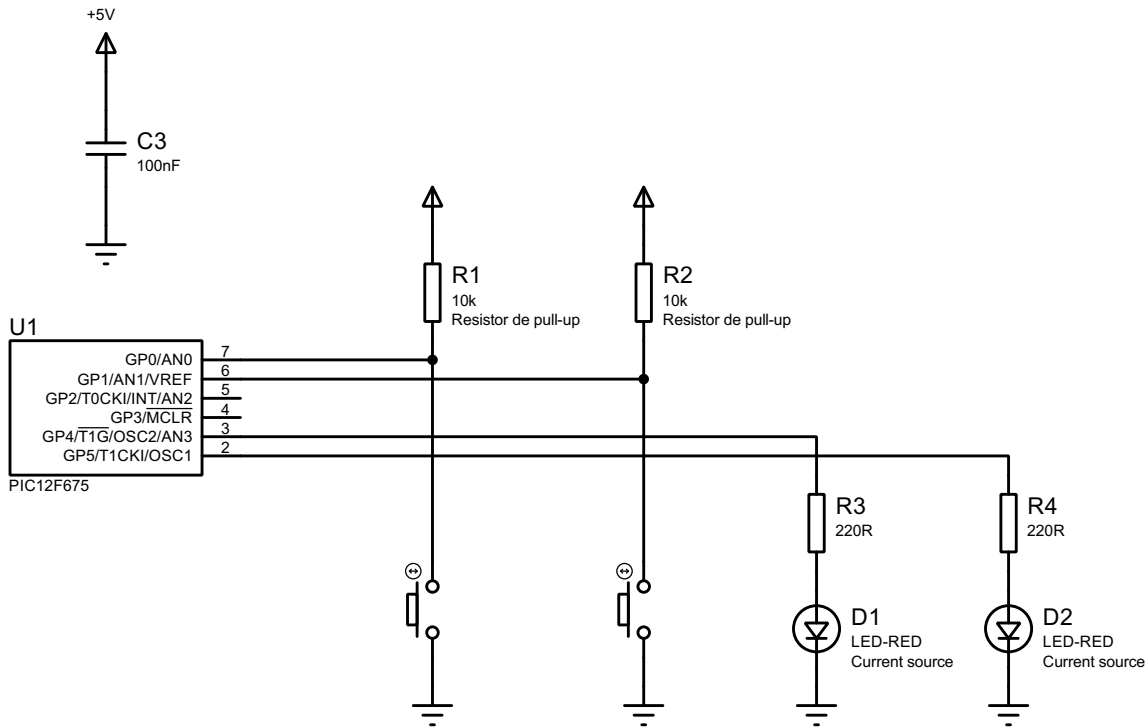 +5V
C3
100nF
R1
10k
Resistor de pull-up
R2
10k
Resistor de pull-up
U1
GP0/AN0 7
GP1/AN1/VREF 6
GP2/T0CKI/INT/AN2 5
GP3/MCLR 4
GP4/T1G/OSC2/AN3 3
GP5/T1CKI/OSC1 2
PIC12F675
R3
220R
R4
220R
D1
LED-RED
Current source
D2
LED-RED
Current source